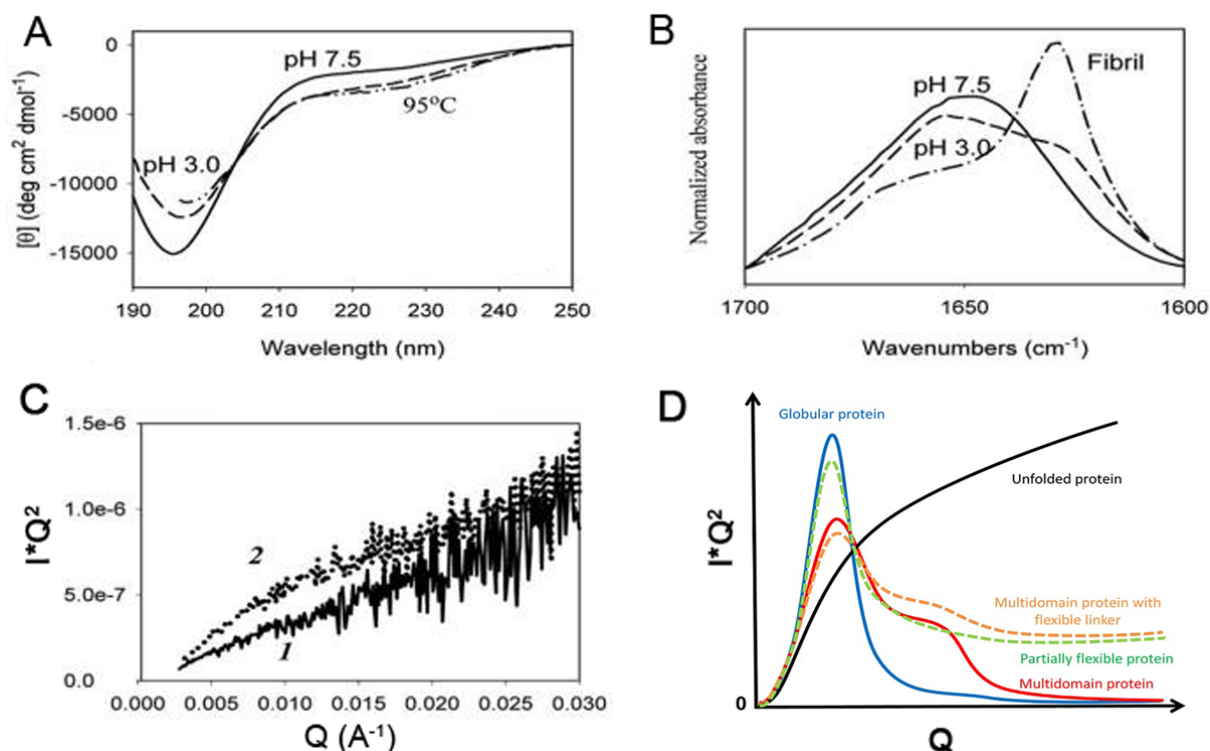 A
0
-5000
-10000
-15000
[θ] (deg cm² dmol⁻¹)
pH 7.5
95°C
pH 3.0
190 200 210 220 230 240 250
Wavelength (nm)
B
Normalized absorbance
pH 7.5
Fibril
pH 3.0
1700 1650 1600
Wavenumbers (cm⁻¹)
C
1.5e-6
1.0e-6
5.0e-7
0.0
I*Q²
2
1
0.000 0.005 0.010 0.015 0.020 0.025 0.030
Q (A⁻¹)
D
I*Q²
Globular protein
Unfolded protein
Multidomain protein with
flexible linker
Partially flexible protein
Multidomain protein
0
Q